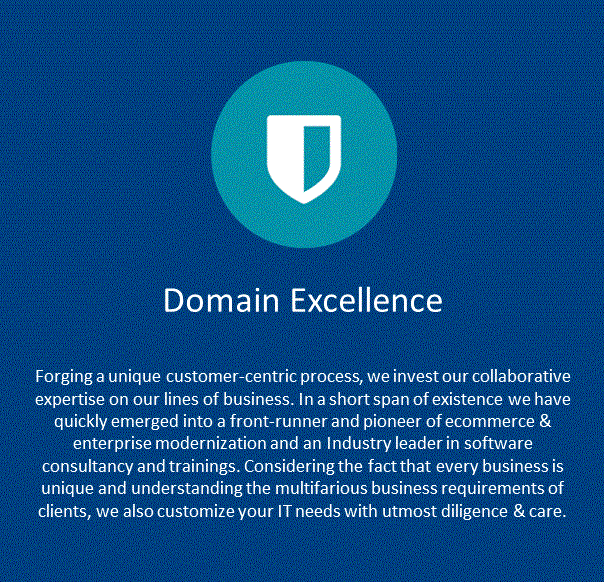 Domain Excellence
Forging a unique customer-centric process, we invest our collaborative
expertise on our lines of business. In a short span of existence we have
quickly emerged into a front-runner and pioneer of ecommerce &
enterprise modernization and an Industry leader in software
consultancy and trainings. Considering the fact that every business is
unique and understanding the multifarious business requirements of
clients, we also customize your IT needs with utmost diligence & care.